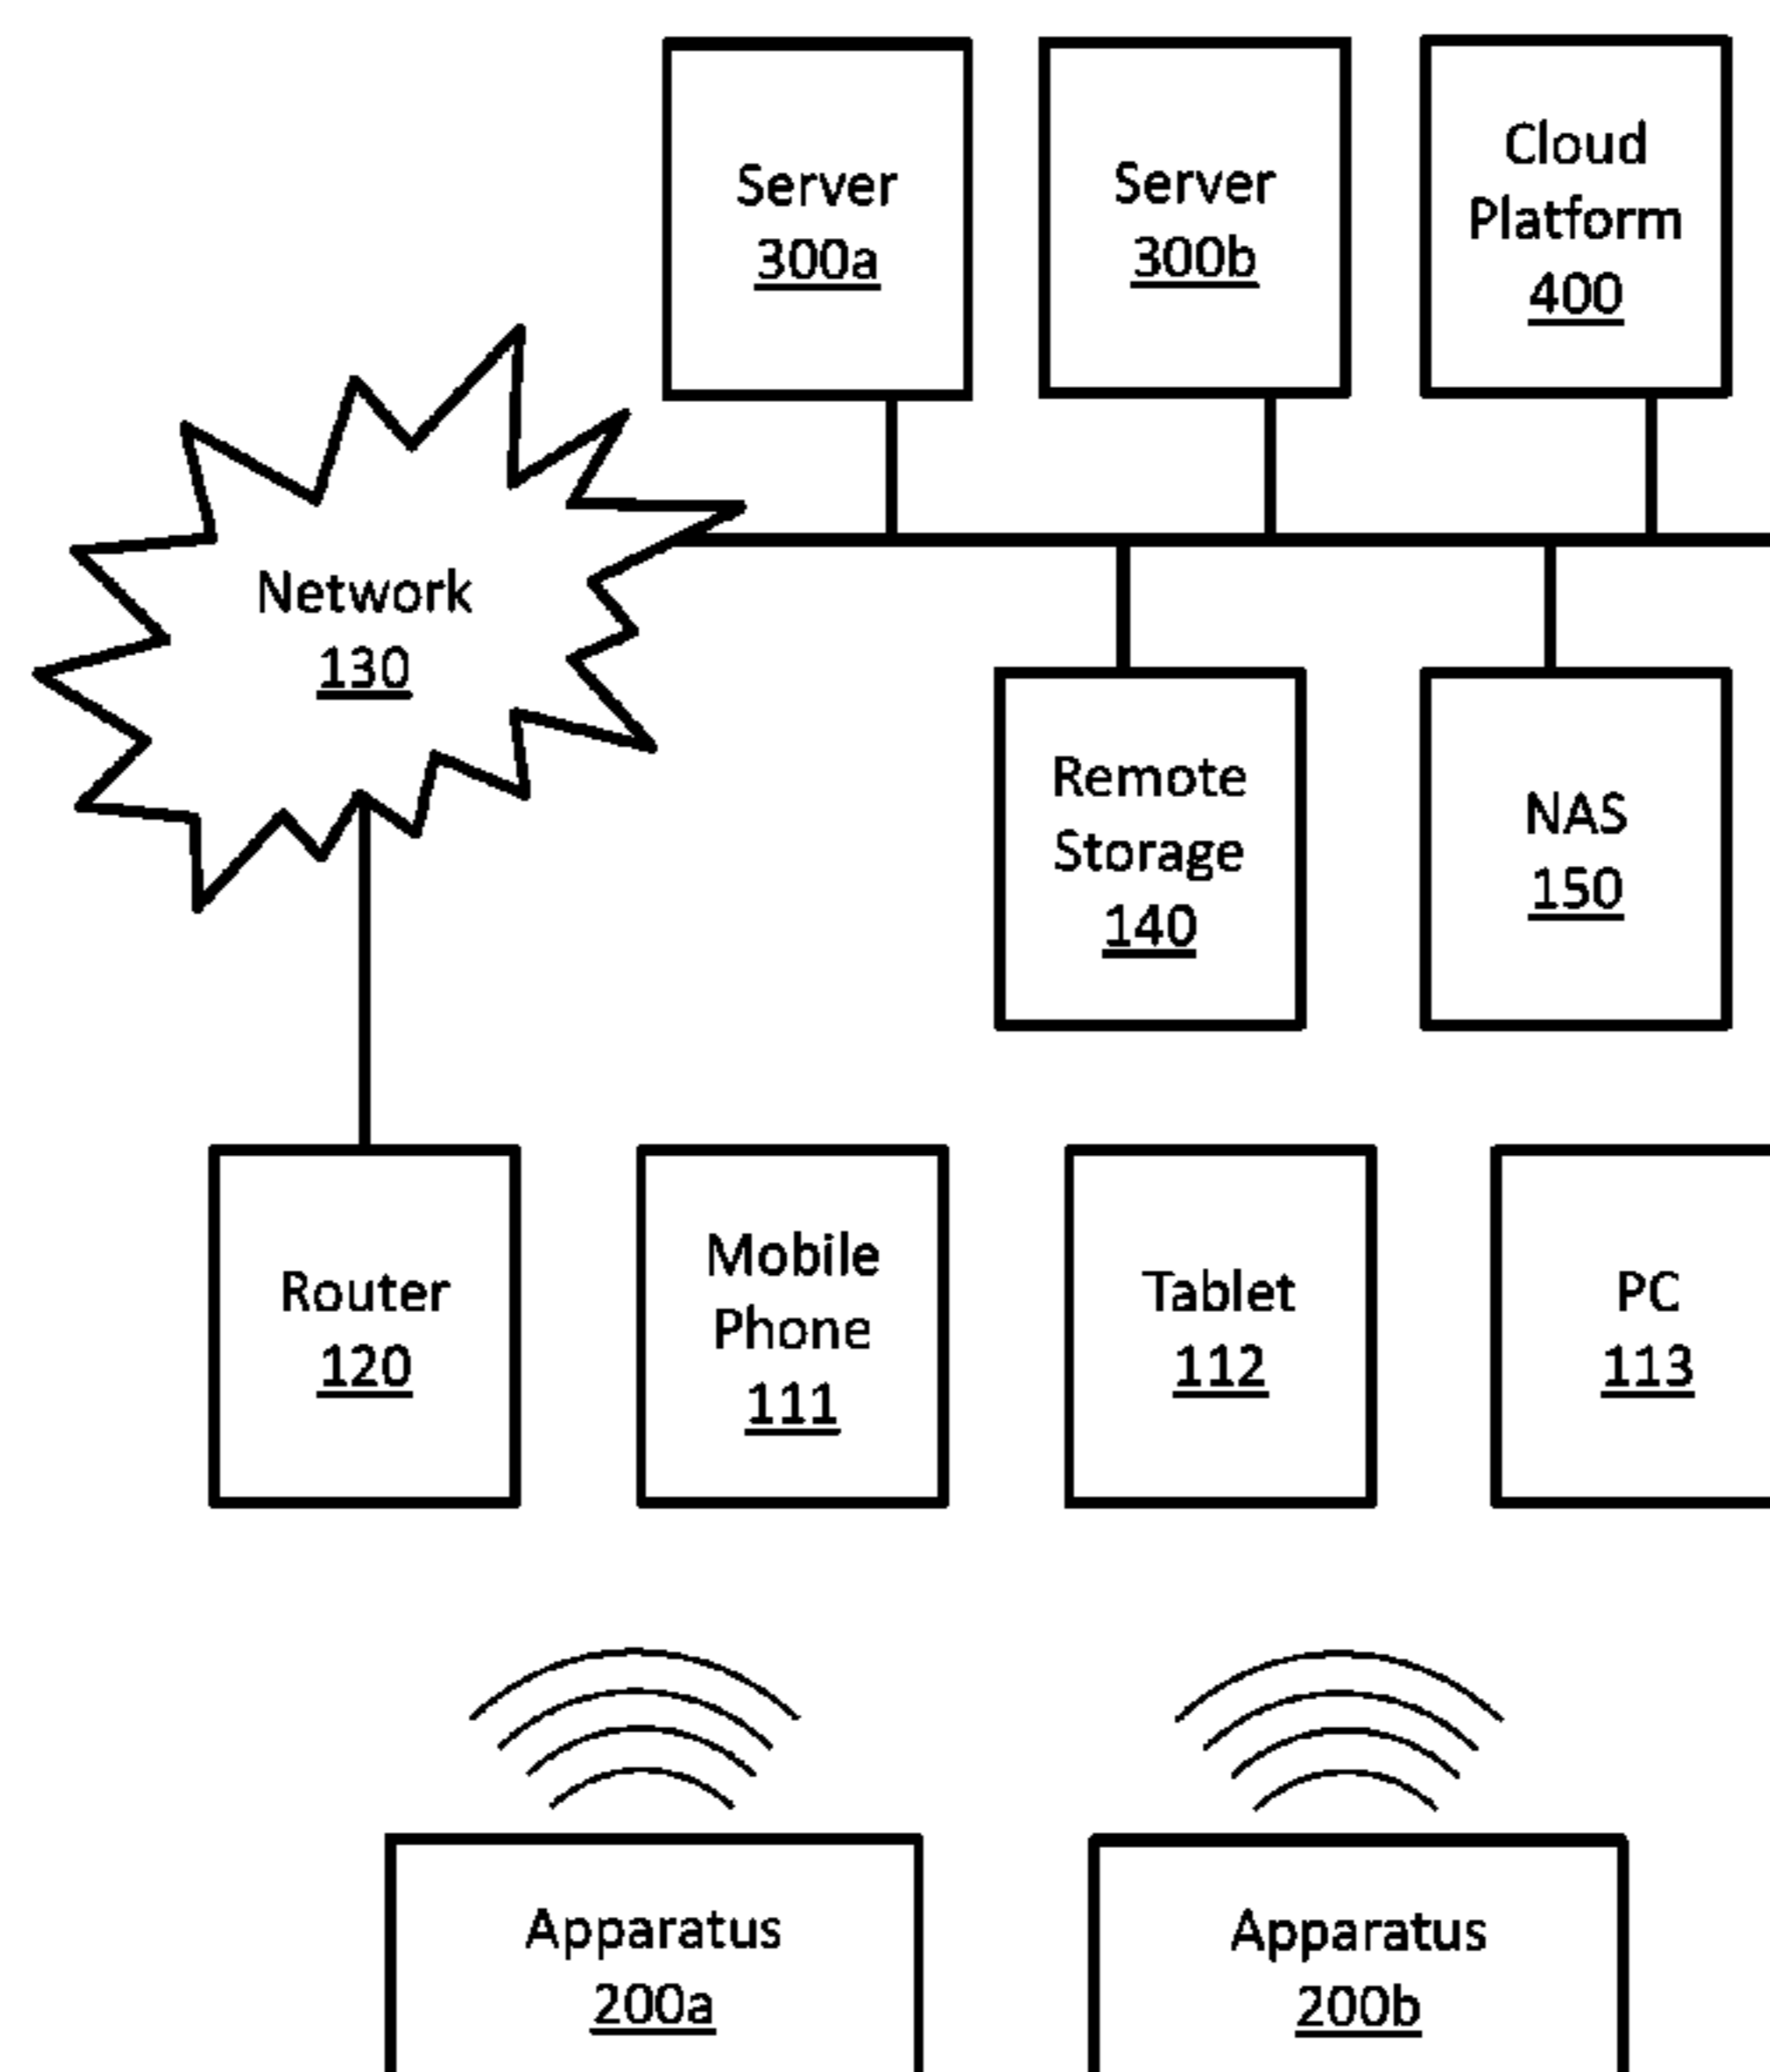 Server
300a
Server
300b
Cloud
Platform
400
Network
130
Remote
Storage
140
NAS
150
Router
120
Mobile
Phone
111
Tablet
112
PC
113
Apparatus
200a
Apparatus
200b